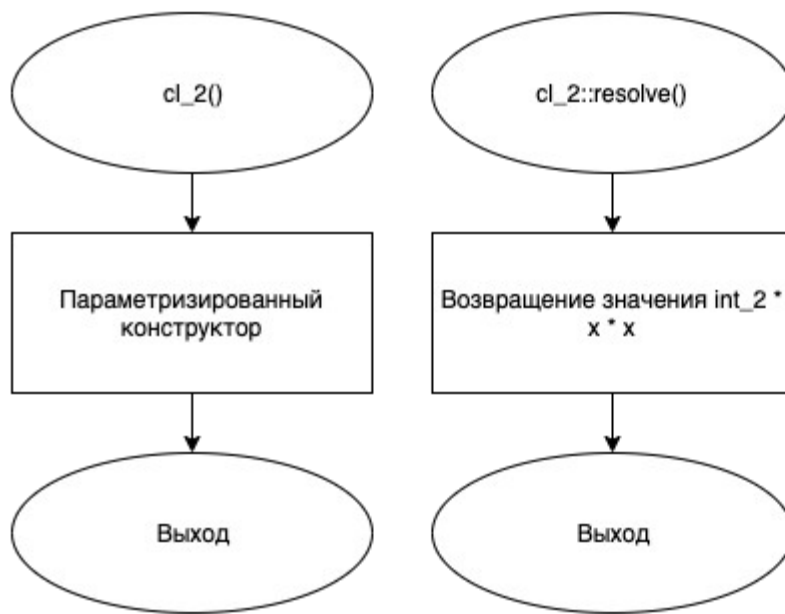 cl_2()
cl_2::resolve()
Параметризированный
конструктор
Возвращение значения int_2 *
x * x
Выход
Выход